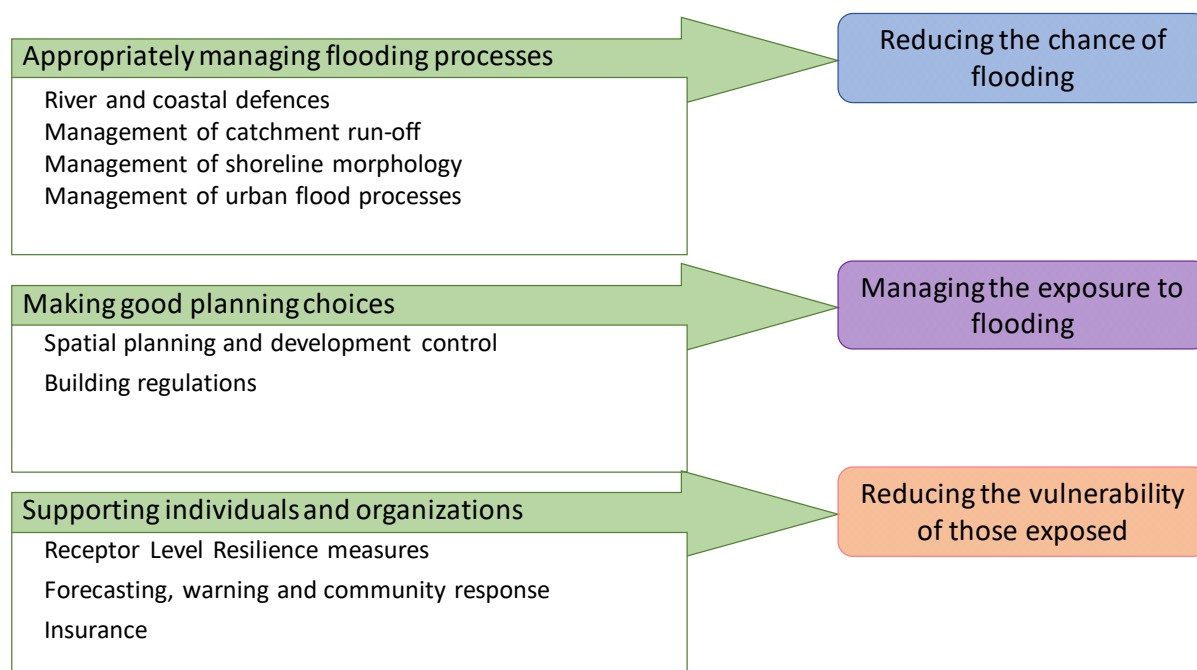 Appropriately managing flooding processes
River and coastal defences
Management of catchment run-off
Management of shoreline morphology
Management of urban flood processes
Reducing the chance of
flooding
Making good planning choices
Spatial planning and development control
Building regulations
Managing the exposure to
flooding
Supporting individuals and organizations
Receptor Level Resilience measures
Forecasting, warning and community response
Insurance
Reducing the vulnerability
of those exposed